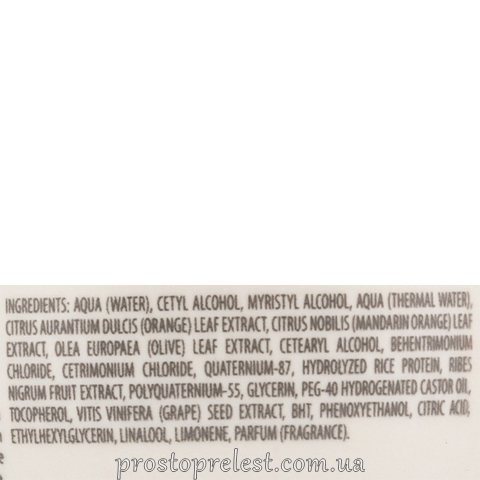 INGREDIENTS: AQUA (WATER), CETYL ALCOHOL, MYRISTYL ALCOHOL, AQUA (THERMAL WATER),
CITRUS AURANTIUM DULCIS (ORANGE) LEAF EXTRACT, CITRUS NOBILIS (MANDARIN ORANGE) LEAF
EXTRACT, OLEA EUROPAEA (OLIVE) LEAF EXTRACT, CETEARYL ALCOHOL, BEHENTRIMONIUM
CHLORIDE, CETRIMONIUM CHLORIDE, QUATERNIUM-87, HYDROLYZED RICE PROTEIN, RIBES
NIGRUM FRUIT EXTRACT, POLYQUATERNIUM-55, GLYCERIN, PEG-40 HYDROGENATED CASTOR OIL,
TOCOPHEROL, VITIS VINIFERA (GRAPE) SEED EXTRACT, BHT, PHENOXYETHANOL, CITRIC ACID,
ETHYLHEXYLGLYCERIN, LINALOOL, LIMONENE, PARFUM (FRAGRANCE).
prostoprelest.com.ua